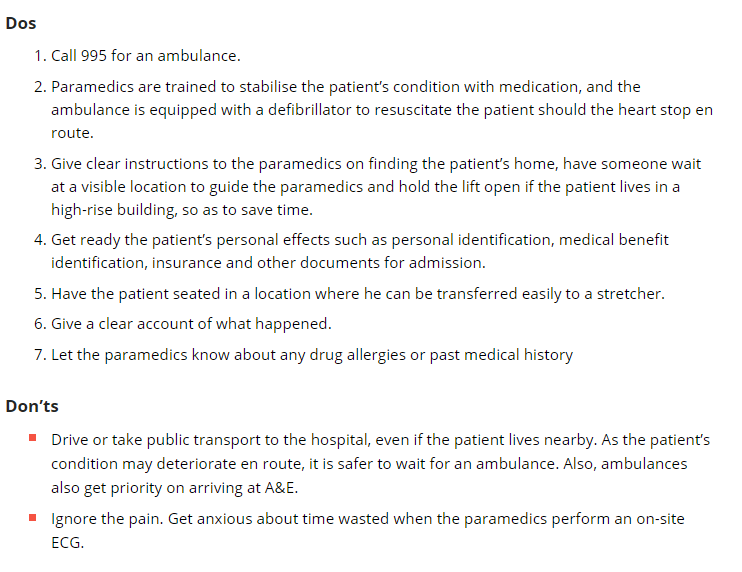 Dos
1. Call 995 for an ambulance.
2. Paramedics are trained to stabilise the patient's condition with medication, and the
ambulance is equipped with a defibrillator to resuscitate the patient should the heart stop en
route.
3. Give clear instructions to the paramedics on finding the patient's home, have someone wait
at a visible location to guide the paramedics and hold the lift open if the patient lives in a
high-rise building, so as to save time.
4. Get ready the patient's personal effects such as personal identification, medical benefit
identification, insurance and other documents for admission.
5. Have the patient seated in a location where he can be transferred easily to a stretcher.
6. Give a clear account of what happened.
7. Let the paramedics know about any drug allergies or past medical history
Don'ts
Drive or take public transport to the hospital, even if the patient lives nearby. As the patient's
condition may deteriorate en route, it is safer to wait for an ambulance. Also, ambulances
also get priority on arriving at A&E.
Ignore the pain. Get anxious about time wasted when the paramedics perform an on-site
ECG.